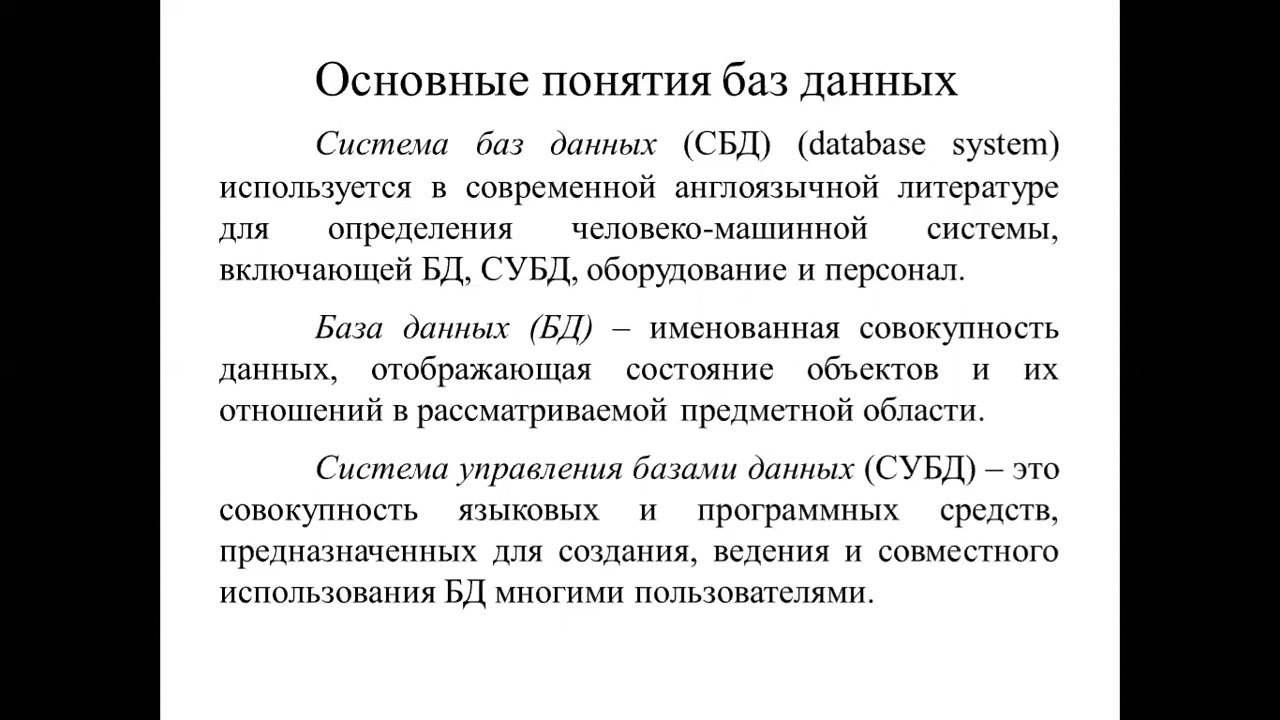 Основные понятия баз данных
Система баз данных (СБД) (database system)
используется в современной англоязычной литературе
для определения человеко-машинной системы,
включающей БД, СУБД, оборудование и персонал.
База данных (БД) – именованная совокупность
данных, отображающая состояние объектов и их
отношений в рассматриваемой предметной области.
Система управления базами данных (СУБД) – это
совокупность языковых и программных средств,
предназначенных для создания, ведения и совместного
использования БД многими пользователями.